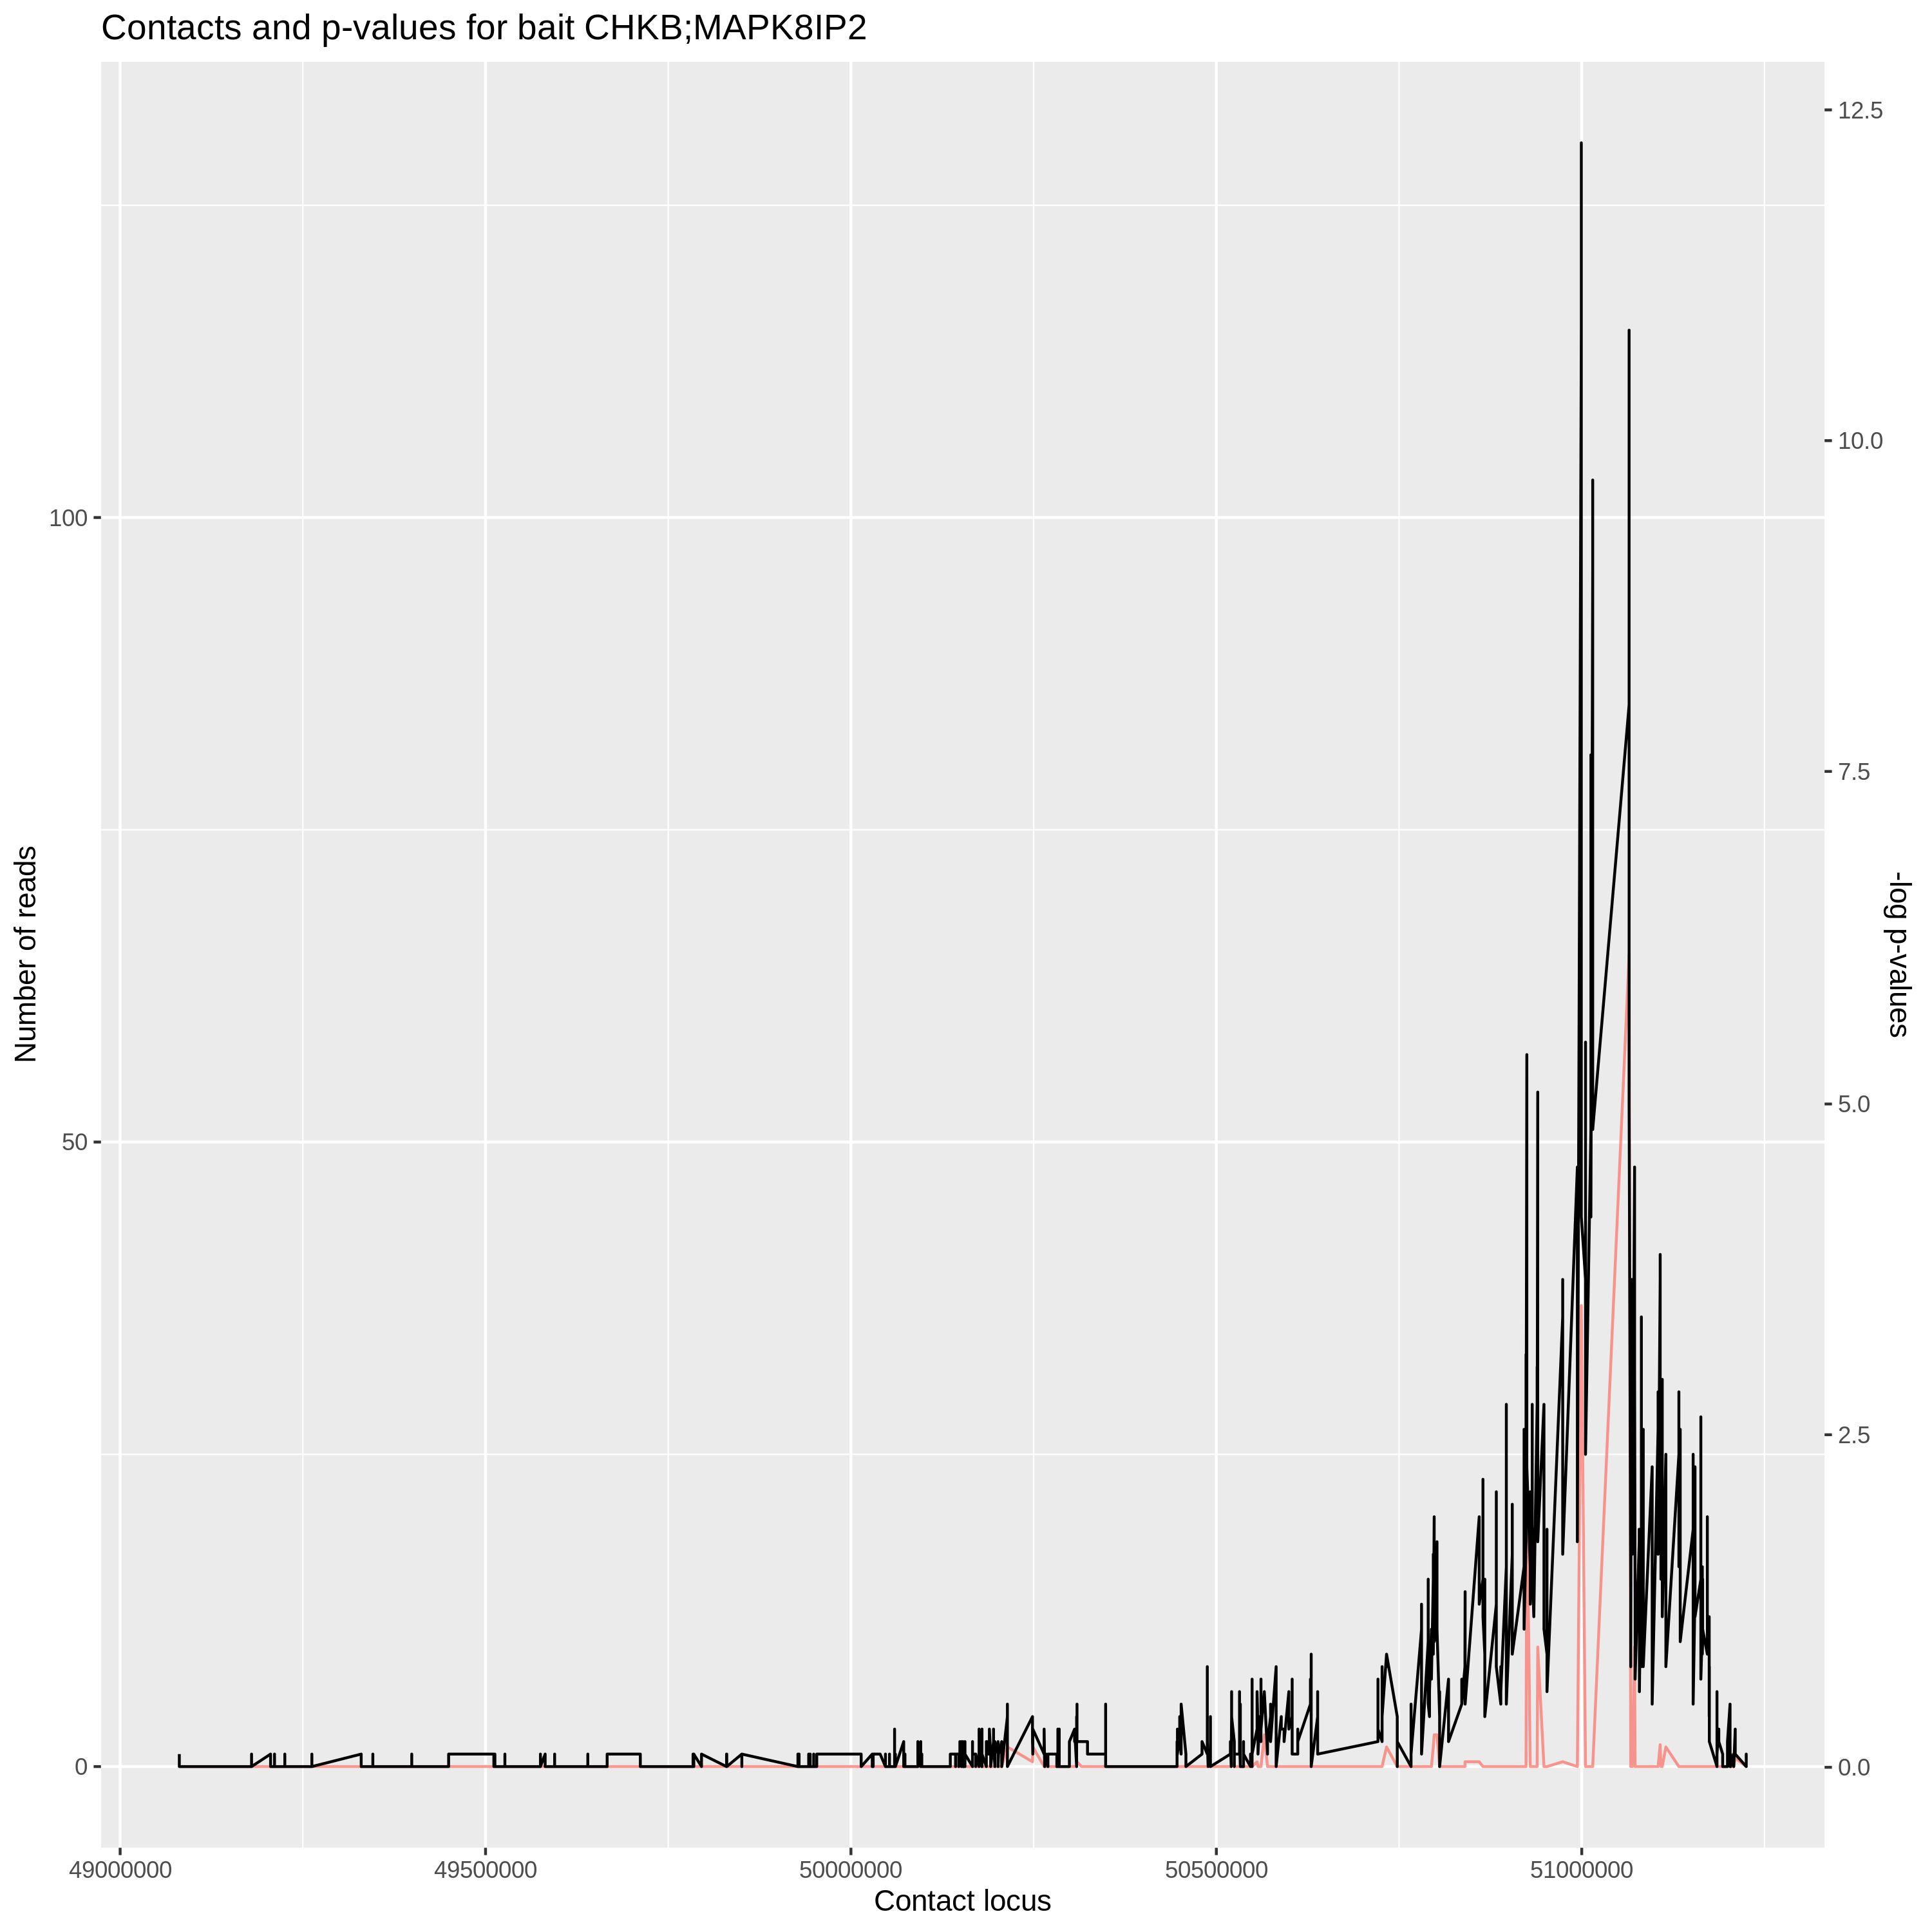 Contacts and p-values for bait CHKB;MAPK8IP2
12.5
10.0
100
7.5
Number of reads
-log p-values
5.0
50
2.5
0
0.0
49000000 49500000 50000000 50500000 51000000
Contact locus